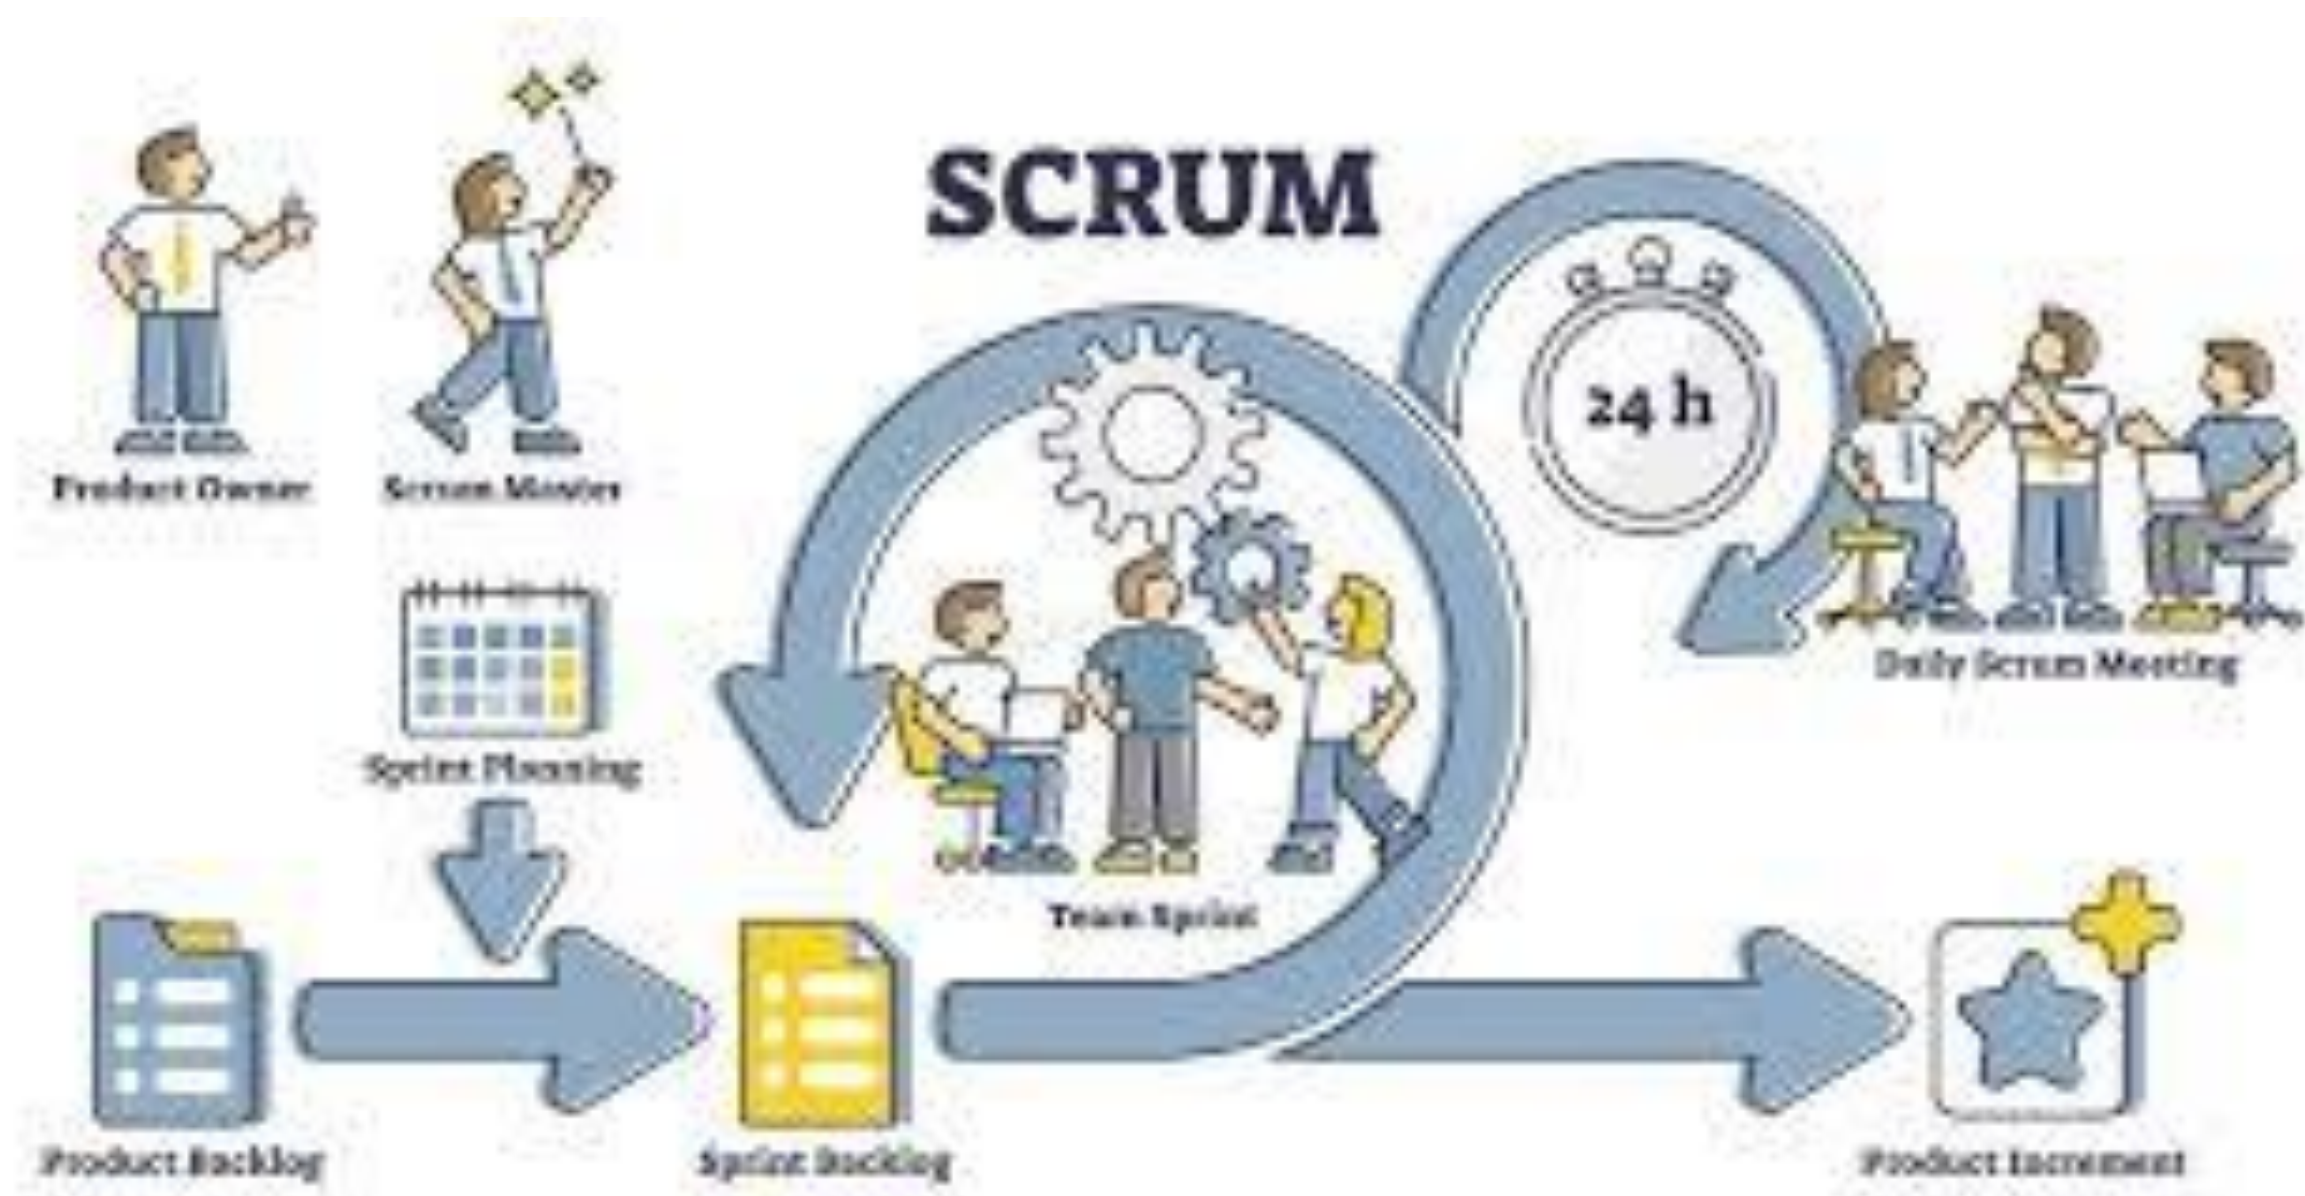 SCRUM
24 h
Product Owner
Scrum Master
Sprint Planning
Team Sprint
Daily Scrum Meeting
Product Backlog
Sprint Backlog
Product Increment